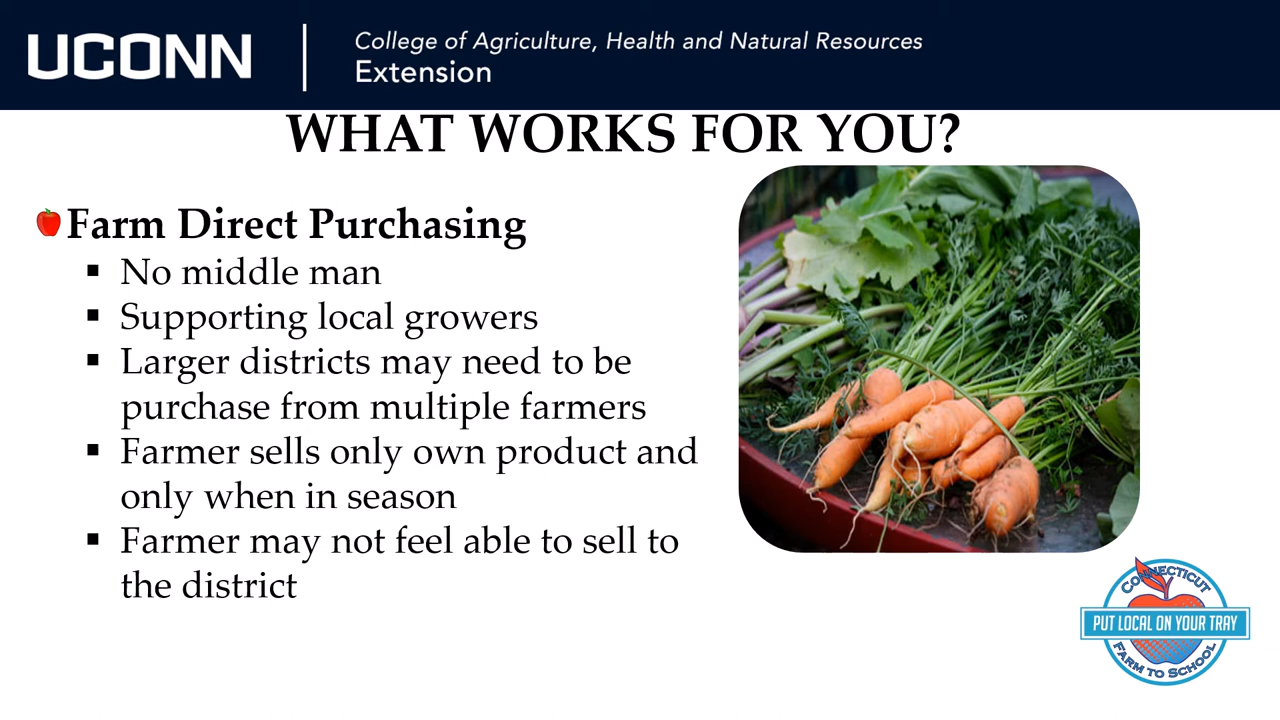 UCONN
College of Agriculture, Health and Natural Resources
Extension
WHAT WORKS FOR YOU?
Farm Direct Purchasing
▪ No middle man
▪ Supporting local growers
▪ Larger districts may need to be
purchase from multiple farmers
▪ Farmer sells only own product and
only when in season
▪ Farmer may not feel able to sell to
the district
CONNECTICUT
PUT LOCAL ON YOUR TRAY
FARM TO SCHOOL